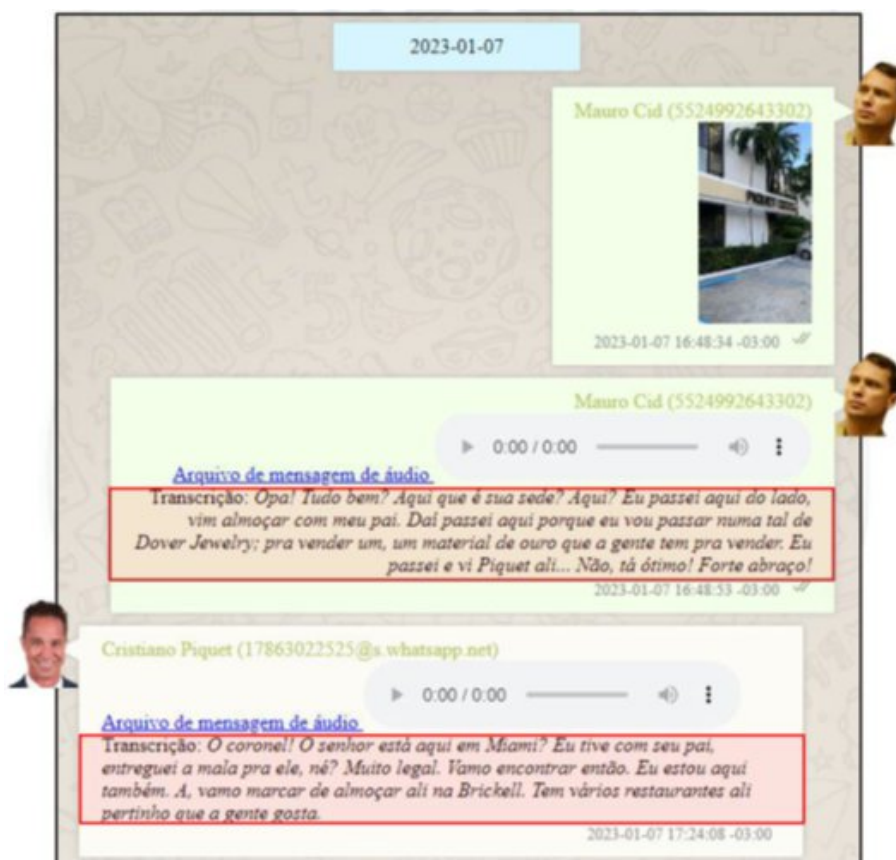 2023-01-07
Mauro Cid (5524992643302)
PIQUET
2023-01-07 16:48:34 -03:00
Mauro Cid (5524992643302)
0:00 / 0:00
Arquivo de mensagem de áudio
Transcrição: Opa! Tudo bem? Aqui que é sua sede? Aqui? Eu passei aqui do lado,
vim almoçar com meu pai. Daí passei aqui porque eu vou passar numa tal de
Dover Jewelry; pra vender um, um material de ouro que a gente tem pra vender. Eu
passei e vi Piquet ali... Não, tá ótimo! Forte abraço!
2023-01-07 16:48:53 -03:00
Cristiano Piquet (17863022525@s.whatsapp.net)
0:00 / 0:00
Arquivo de mensagem de áudio
Transcrição: O coronel! O senhor está aqui em Miami? Eu tive com seu pai,
entreguei a mala pra ele, né? Muito legal. Vamo encontrar então. Eu estou aqui
também. A, vamo marcar de almoçar ali na Brickell. Tem vários restaurantes ali
pertinho que a gente gosta.
2023-01-07 17:24:08 -03:00